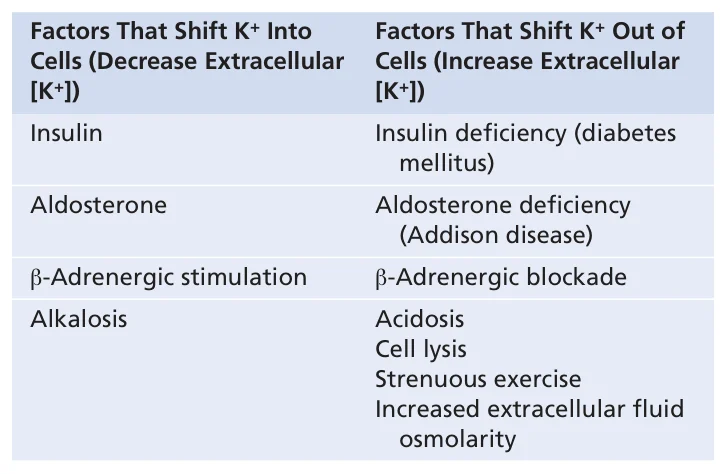 Factors That Shift K⁺ Into Cells (Decrease Extracellular [K⁺])
Factors That Shift K⁺ Out of Cells (Increase Extracellular [K⁺])
Insulin
Insulin deficiency (diabetes mellitus)
Aldosterone
Aldosterone deficiency (Addison disease)
β-Adrenergic stimulation
β-Adrenergic blockade
Alkalosis
Acidosis
Cell lysis
Strenuous exercise
Increased extracellular fluid osmolarity